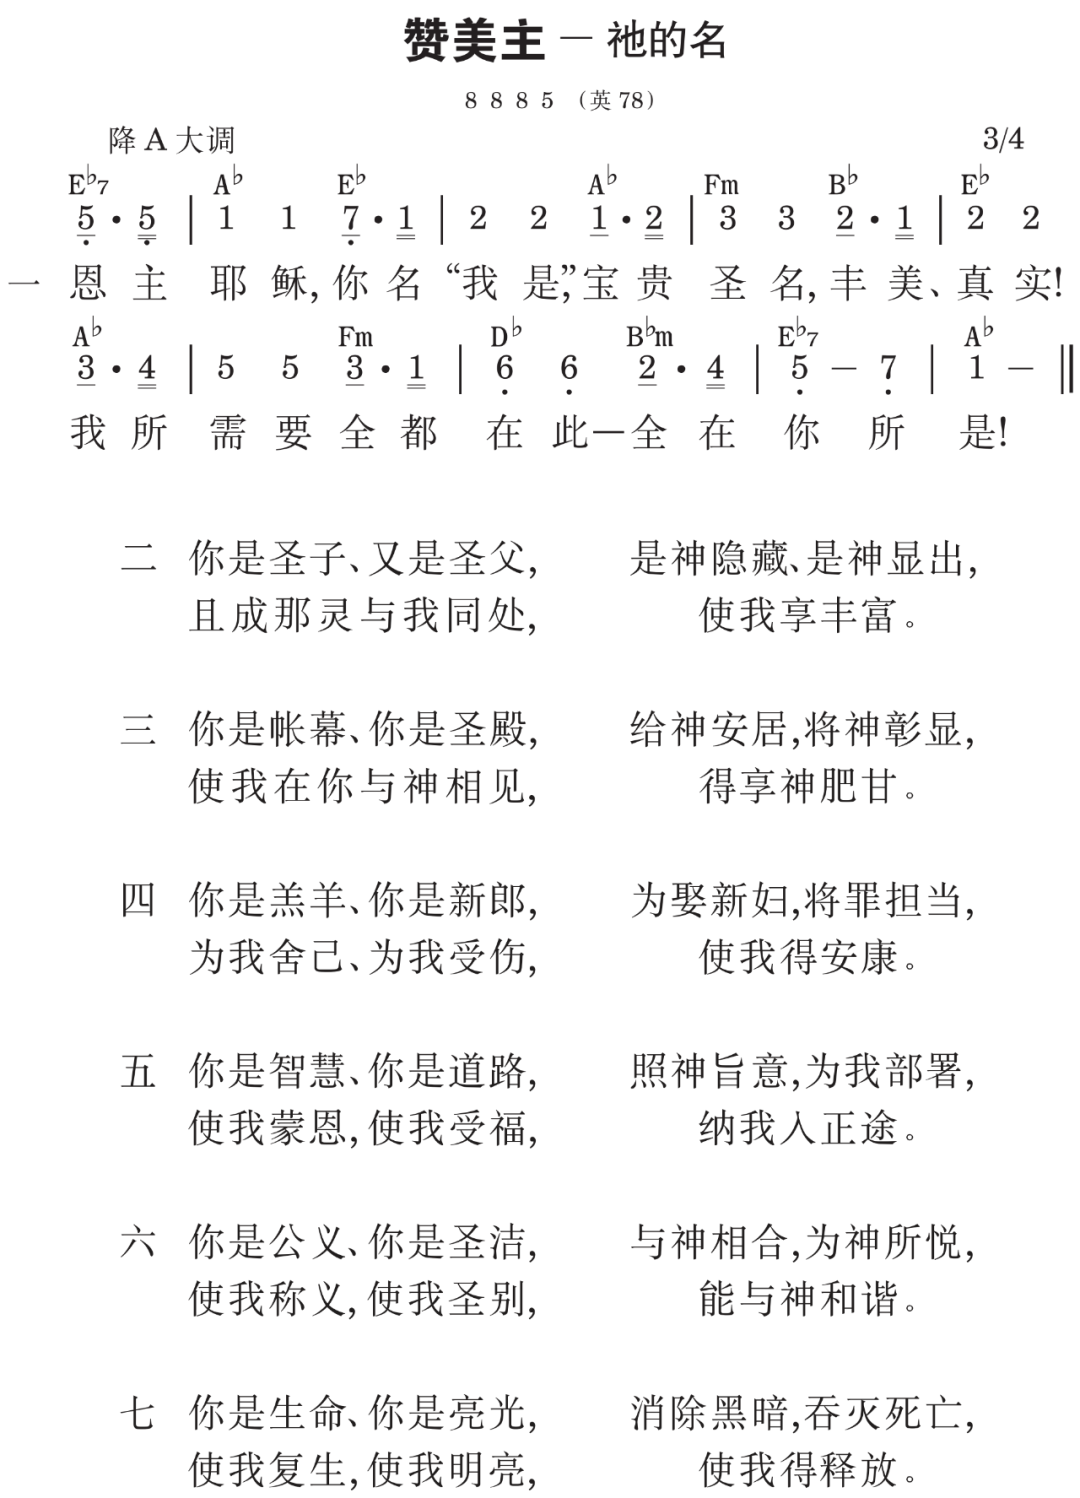 赞美主 — 祂的名
8 8 8 5 （英 78）
降 A 大调 3/4
E♭7 A♭ E♭ A♭ Fm B♭ E♭
5 · 5 | 1 1 7 · 1 | 2 2 1 · 2 | 3 3 2 · 1 | 2 2
一 恩 主 耶 稣, 你 名 “我 是,” 宝 贵 圣 名, 丰 美、 真 实!
A♭ Fm D♭ B♭m E♭7 A♭
3 · 4 | 5 5 3 · 1 | 6 6 2 · 4 | 5 — 7 | 1 — ‖
我 所 需 要 全 都 在 此 — 全 在 你 所 是!
二 你是圣子、又是圣父, 是神隐藏、是神显出,
且成那灵与我同处, 使我享丰富。
三 你是帐幕、你是圣殿, 给神安居,将神彰显,
使我在你与神相见, 得享神肥甘。
四 你是羔羊、你是新郎, 为娶新妇,将罪担当,
为我舍己、为我受伤, 使我得安康。
五 你是智慧、你是道路, 照神旨意,为我部署,
使我蒙恩,使我受福, 纳我入正途。
六 你是公义、你是圣洁, 与神相合,为神所悦,
使我称义,使我圣别, 能与神和谐。
七 你是生命、你是亮光, 消除黑暗,吞灭死亡,
使我复生,使我明亮, 使我得释放。